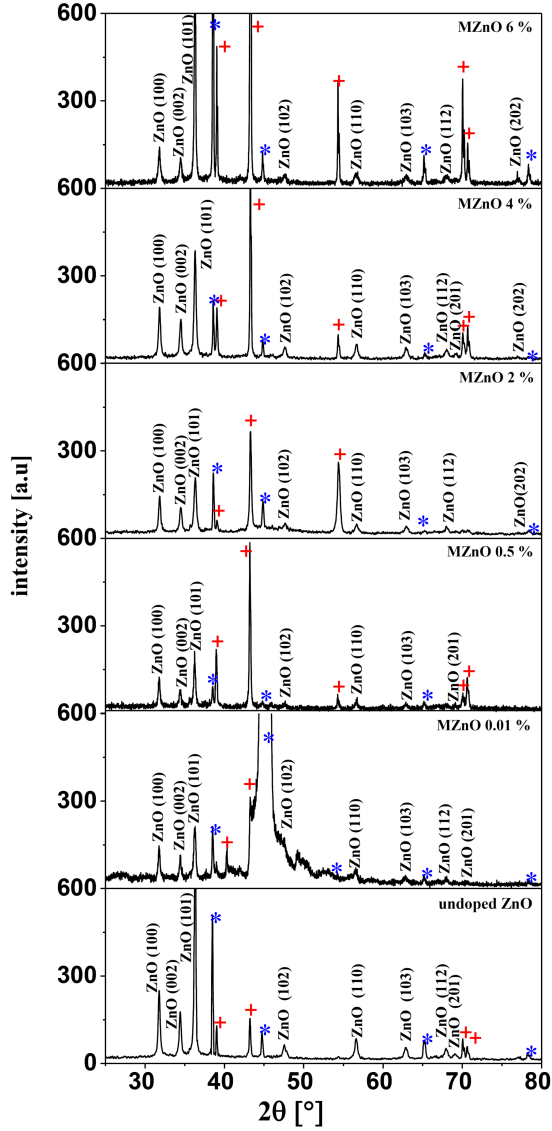 intensity [a.u]
600
300
MZnO 6 %
ZnO (100)
ZnO (002)
ZnO (101)
* +
+
*
ZnO (102)
+
ZnO (110)
ZnO (103)
*
ZnO (112)
+
+
ZnO (202)
*
600
300
MZnO 4 %
ZnO (100)
ZnO (002)
ZnO (101)
* +
+
*
ZnO (102)
+
ZnO (110)
ZnO (103)
*
ZnO (112)
ZnO (201)
+
+
ZnO (202)
*
600
300
MZnO 2 %
ZnO (100)
ZnO (002)
ZnO (101)
*
+
+
*
ZnO (102)
+
ZnO (110)
ZnO (103)
*
ZnO (112)
ZnO(202)
*
600
300
MZnO 0.5 %
ZnO (100)
ZnO (002)
ZnO (101)
*
+
+
*
ZnO (102)
+
ZnO (110)
ZnO (103)
*
ZnO (201)
+
+
600
300
MZnO 0.01 %
ZnO (100)
ZnO (002)
ZnO (101)
*
+
+
*
ZnO (102)
*
ZnO (110)
ZnO (103)
*
ZnO (112)
ZnO (201)
*
600
300
0
undoped ZnO
ZnO (100)
ZnO (002)
ZnO (101)
*
+
+
*
ZnO (102)
ZnO (110)
ZnO (103)
*
ZnO (112)
ZnO (201)
+
+
*
30 40 50 60 70 80
2θ [°]